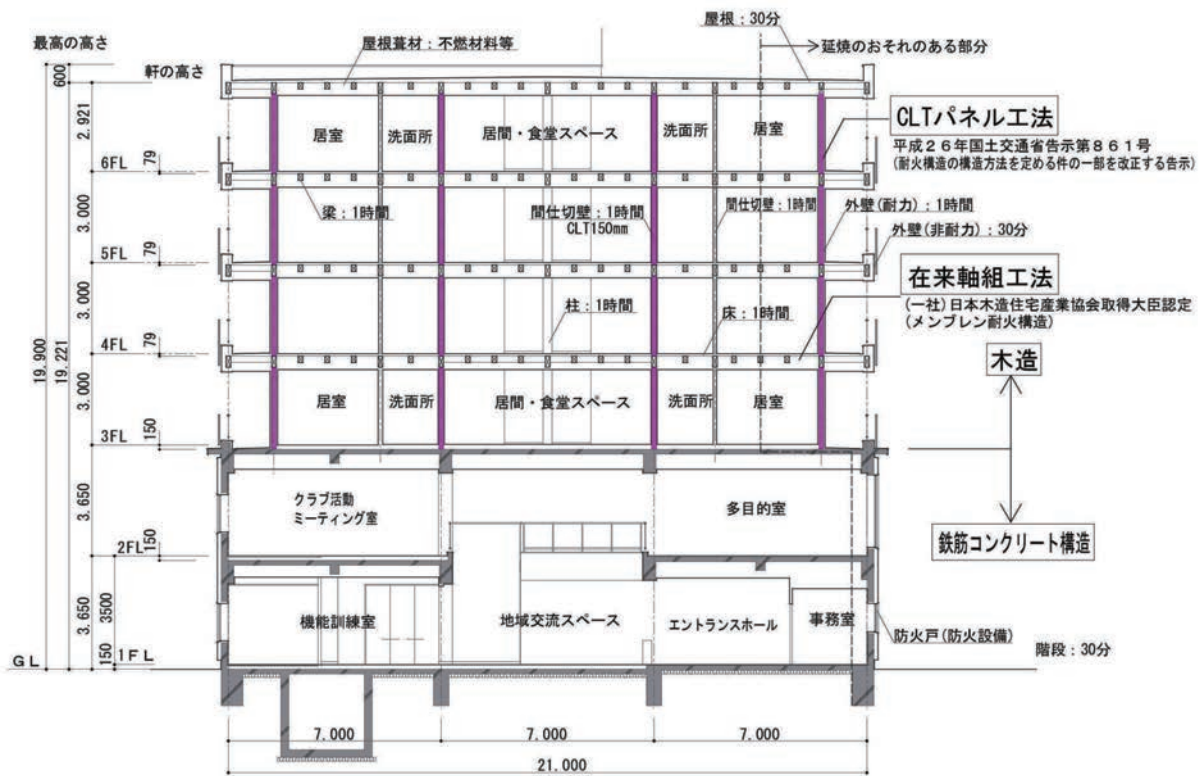 屋根：30分
最高の高さ
屋根葺材：不燃材料等
延焼のおそれのある部分
600
軒の高さ
2.921
居室
洗面所
居間・食堂スペース
洗面所
居室
CLTパネル工法
平成26年国土交通省告示第861号
(耐火構造の構造方法を定める件の一部を改正する告示)
6FL
79
3.000
梁：1時間
間仕切壁：1時間
CLT150mm
間仕切壁：1時間
外壁(耐力)：1時間
外壁(非耐力)：30分
5FL
79
在来軸組工法
(一社)日本木造住宅産業協会取得大臣認定
(メンブレン耐火構造)
3.000
柱：1時間
床：1時間
4FL
79
19.900
19.221
木造
3.000
居室
洗面所
居間・食堂スペース
洗面所
居室
3FL
150
3.650
クラブ活動
ミーティング室
多目的室
2FL
150
鉄筋コンクリート構造
3.650
3500
機能訓練室
地域交流スペース
エントランスホール
事務室
防火戸(防火設備)
階段：30分
150
1FL
GL
7.000
7.000
7.000
21.000